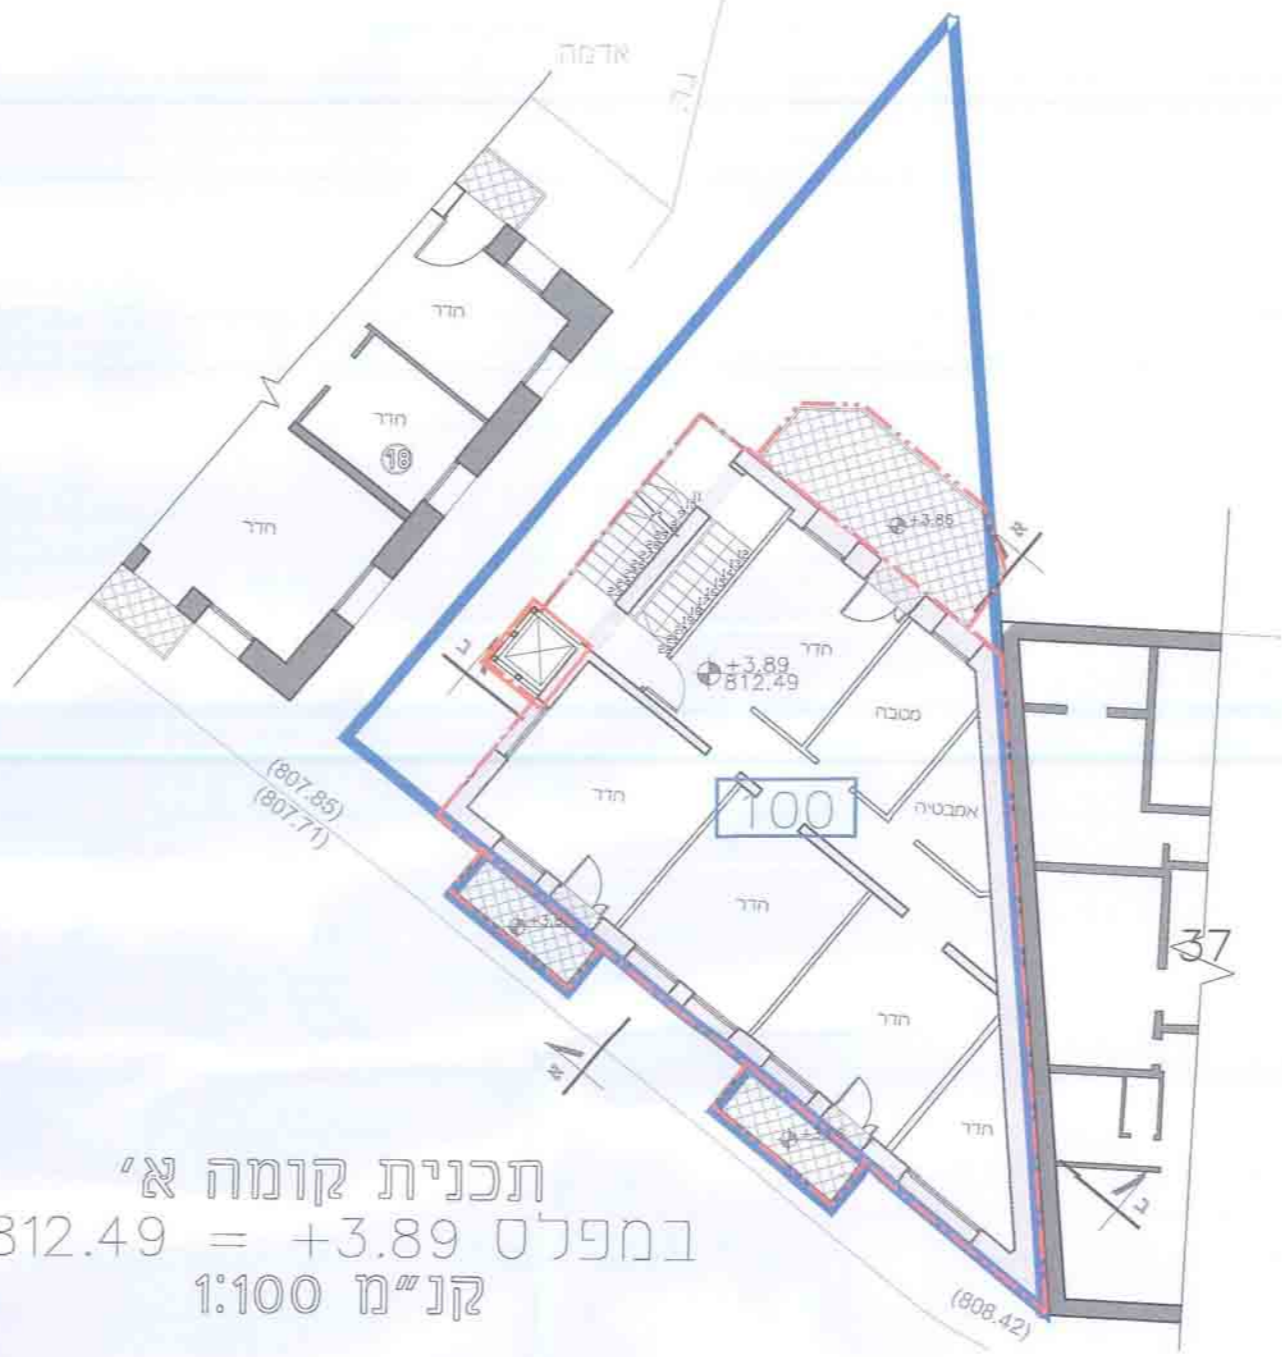 אדמה
חדר
חדר
18
חדר
+3.85
א
ב
+3.89
812.49
חדר
מטבה
(807.85)
(807.71)
חדר
100
אמבטיה
חדר
37
חדר
א
חדר
ב
(808.42)
תכנית קומה א׳
812.49 = +3.89 במפלס
קנ״מ 1:100